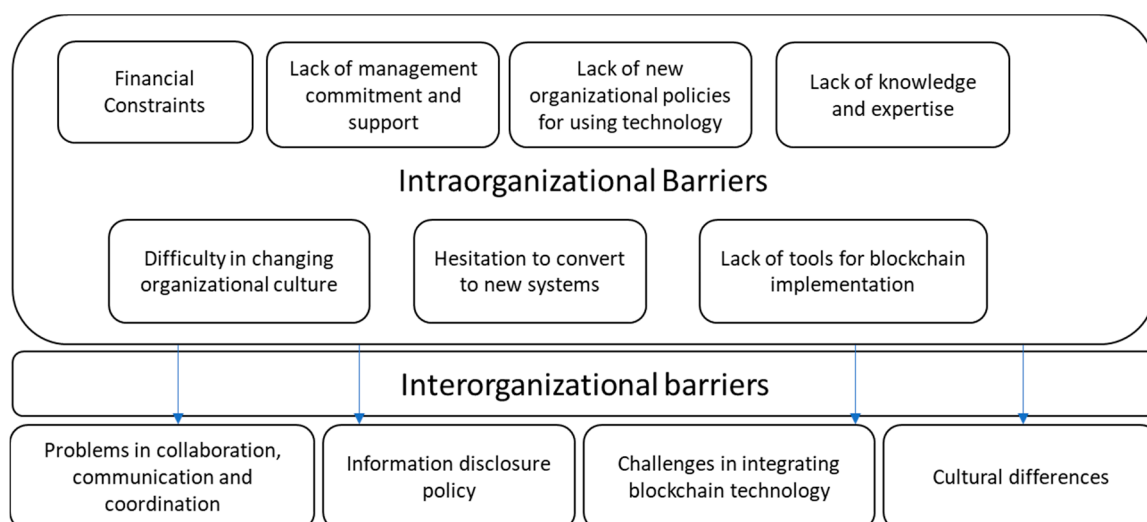 Financial
Constraints
Lack of management
commitment and
support
Lack of new
organizational policies
for using technology
Lack of knowledge
and expertise
Intraorganizational Barriers
Difficulty in changing
organizational culture
Hesitation to convert
to new systems
Lack of tools for blockchain
implementation
Interorganizational barriers
Problems in collaboration,
communication and
coordination
Information disclosure
policy
Challenges in integrating
blockchain technology
Cultural differences